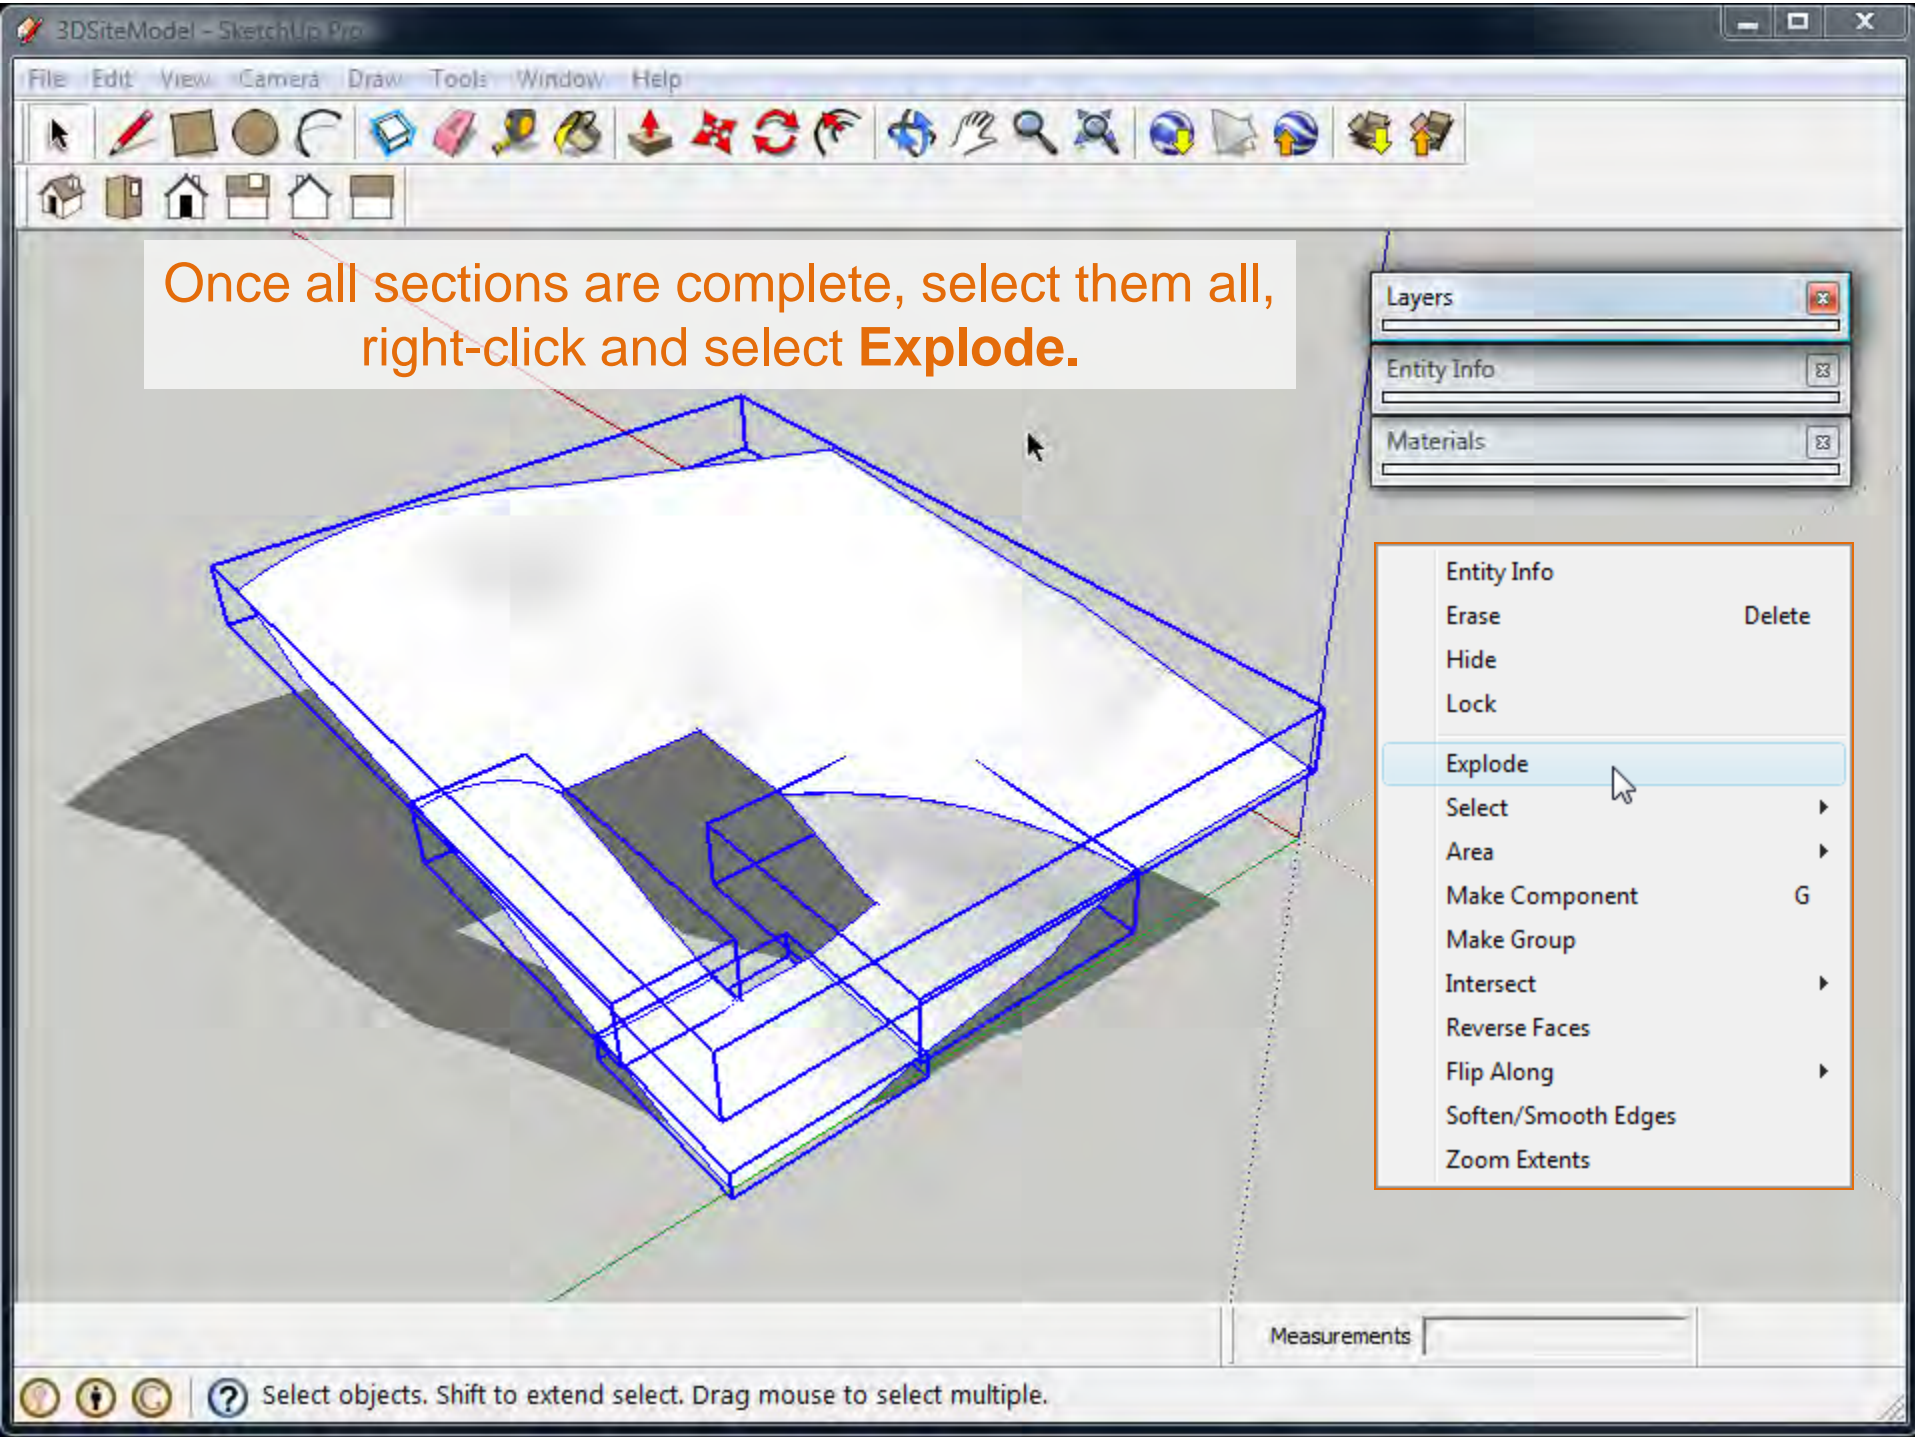 3DSiteModel - SketchUp Pro
File Edit View Camera Draw Tools Window Help
Once all sections are complete, select them all,
right-click and select Explode.
Layers
Entity Info
Materials
Entity Info
Erase Delete
Hide
Lock
Explode
Select
Area
Make Component G
Make Group
Intersect
Reverse Faces
Flip Along
Soften/Smooth Edges
Zoom Extents
Measurements
Select objects. Shift to extend select. Drag mouse to select multiple.